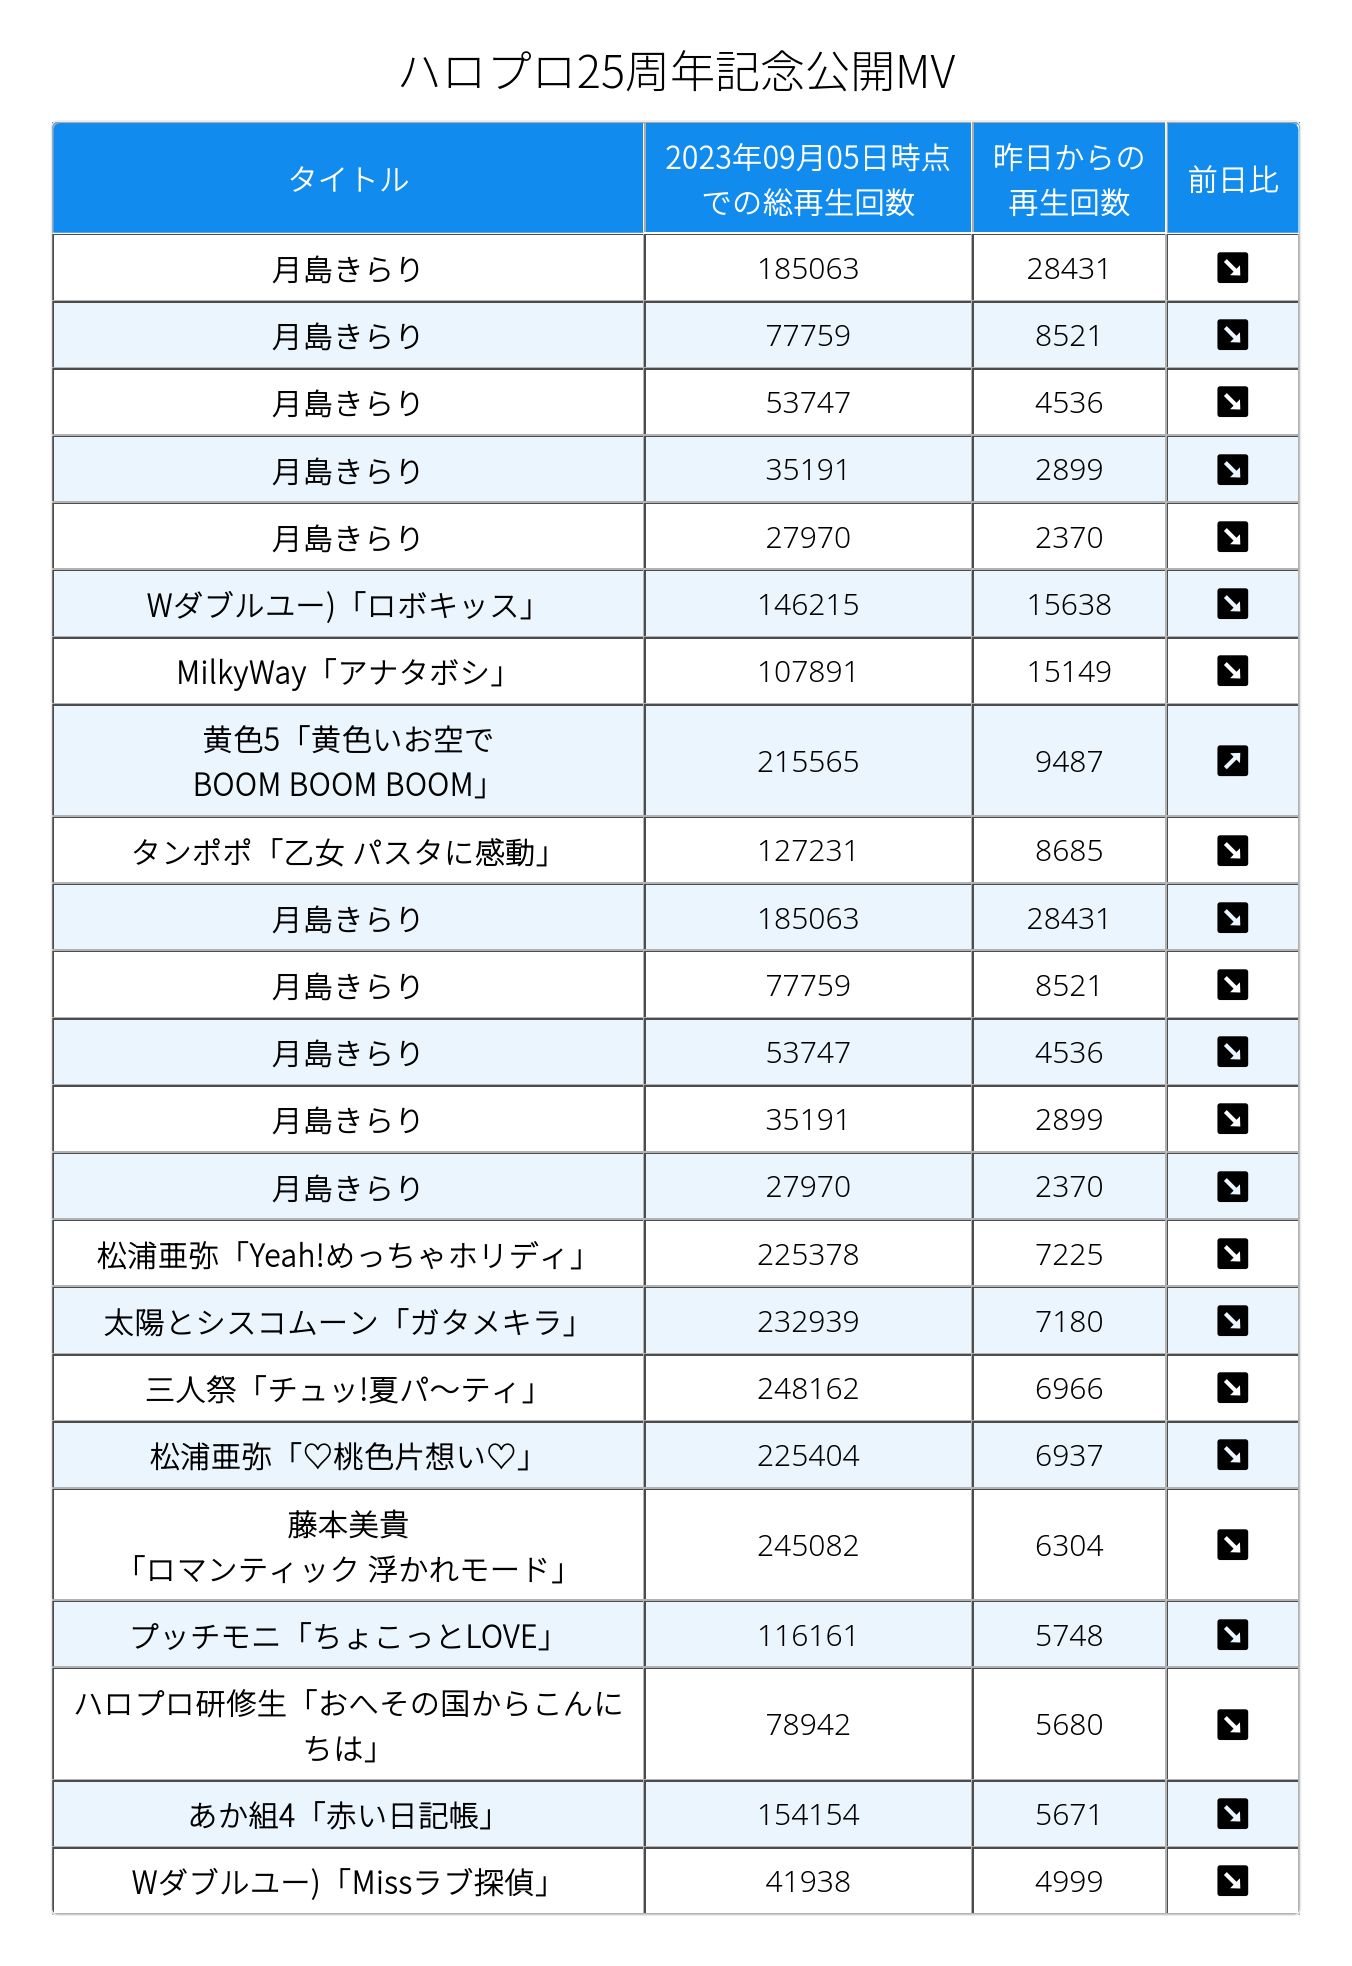 ハロプロ25周年記念公開MV
タイトル
2023年09月05日時点
での総再生回数
昨日からの
再生回数
前日比
月島きらり 185063 28431 ↘
月島きらり 77759 8521 ↘
月島きらり 53747 4536 ↘
月島きらり 35191 2899 ↘
月島きらり 27970 2370 ↘
Wダブルユー)「ロボキッス」 146215 15638 ↘
MilkyWay「アナタボシ」 107891 15149 ↘
黄色5「黄色いお空で
BOOM BOOM BOOM」 215565 9487 ↗
タンポポ「乙女 パスタに感動」 127231 8685 ↘
月島きらり 185063 28431 ↘
月島きらり 77759 8521 ↘
月島きらり 53747 4536 ↘
月島きらり 35191 2899 ↘
月島きらり 27970 2370 ↘
松浦亜弥「Yeah!めっちゃホリディ」 225378 7225 ↘
太陽とシスコムーン「ガタメキラ」 232939 7180 ↘
三人祭「チュッ!夏パ〜ティ」 248162 6966 ↘
松浦亜弥「♡桃色片想い♡」 225404 6937 ↘
藤本美貴
「ロマンティック 浮かれモード」 245082 6304 ↘
プッチモニ「ちょこっとLOVE」 116161 5748 ↘
ハロプロ研修生「おへその国からこんに
ちは」 78942 5680 ↘
あか組4「赤い日記帳」 154154 5671 ↘
Wダブルユー)「Missラブ探偵」 41938 4999 ↘